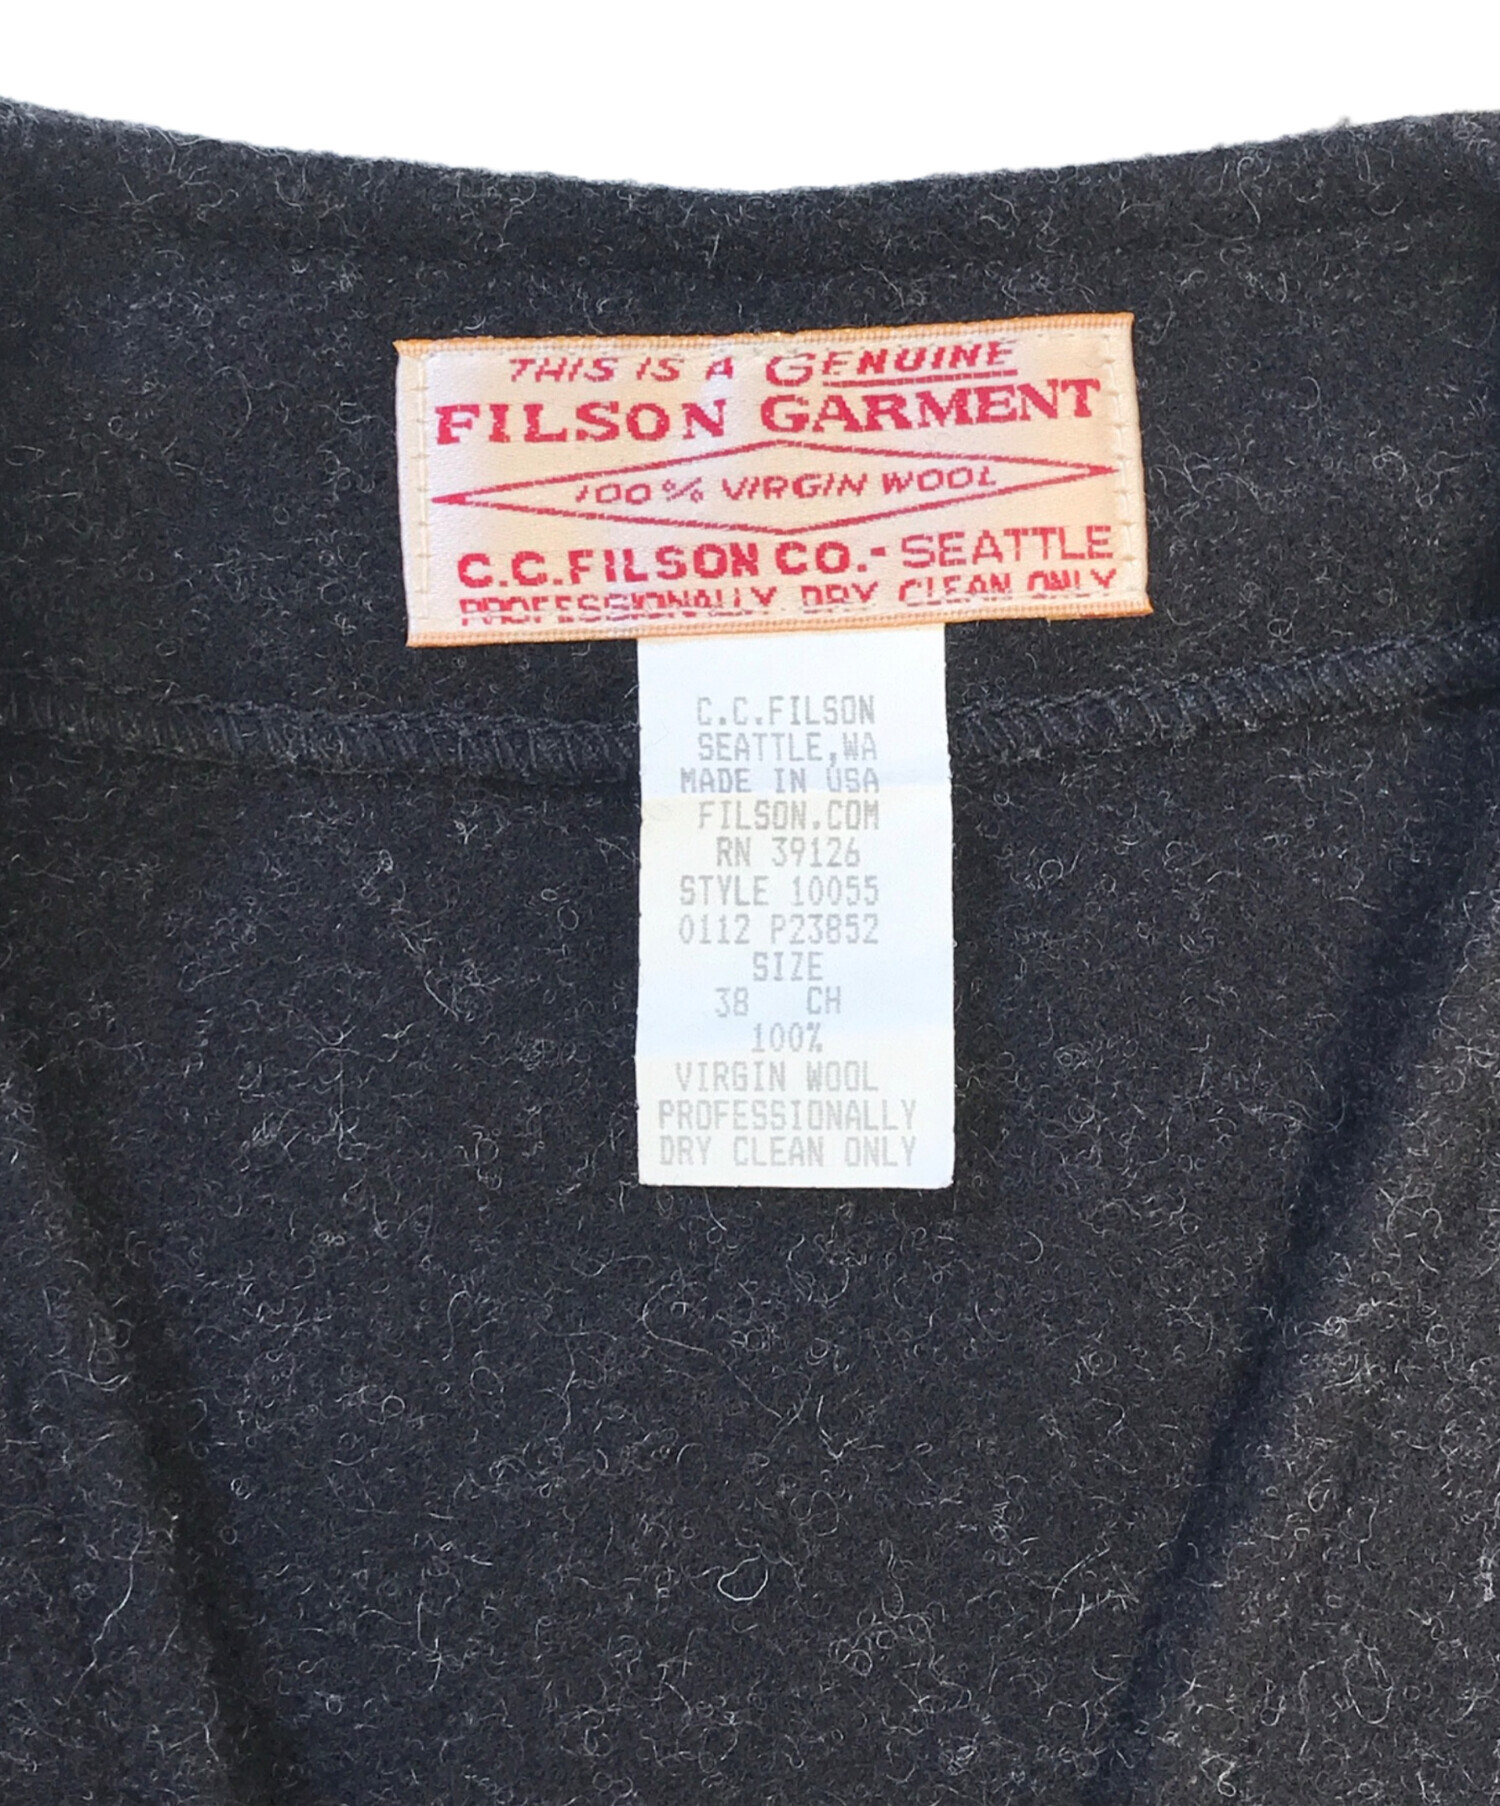 THIS IS A GENUINE
FILSON GARMENT
100% VIRGIN WOOL
C.C.FILSON CO.-SEATTLE
PROFESSIONALLY DRY CLEAN ONLY
C.C.FILSON
SEATTLE,WA
MADE IN USA
FILSON.COM
RN 39126
STYLE 10055
0112 P23852
SIZE
38 CH
100%
VIRGIN WOOL
PROFESSIONALLY
DRY CLEAN ONLY